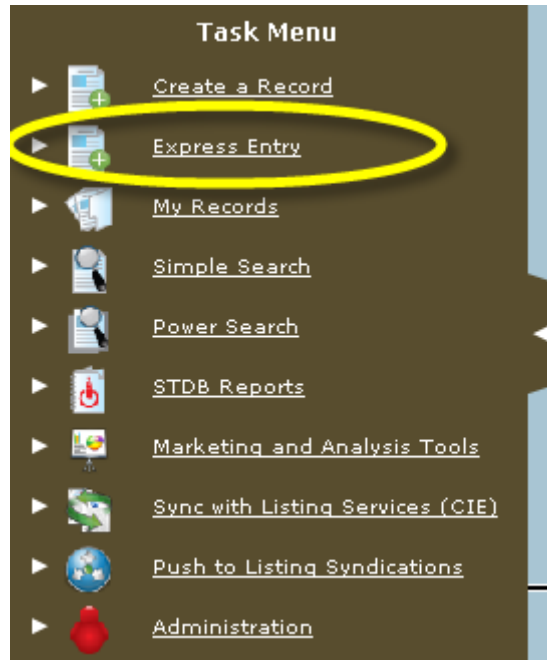 Task Menu
Create a Record
Express Entry
My Records
Simple Search
Power Search
STDB Reports
Marketing and Analysis Tools
Sync with Listing Services (CIE)
Push to Listing Syndications
Administration